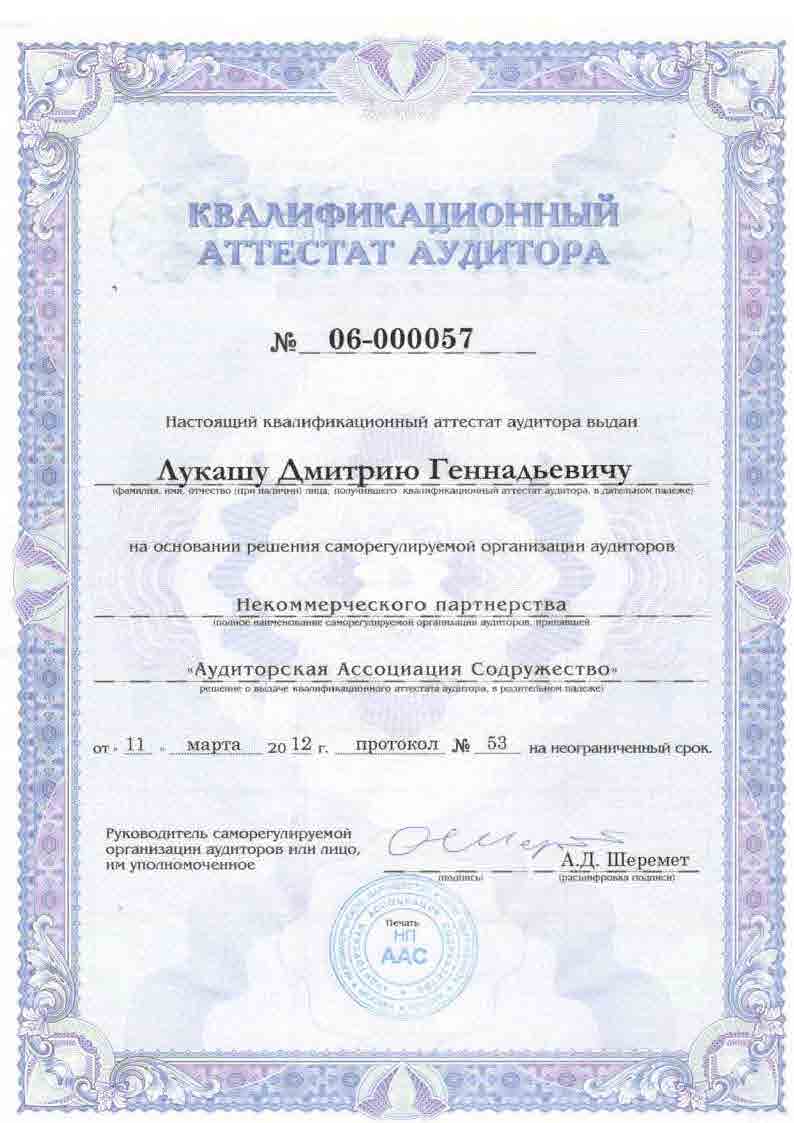 КВАЛИФИКАЦИОННЫЙ
АТТЕСТАТ АУДИТОРА
№ 06-000057
Настоящий квалификационный аттестат аудитора выдан
Лукашу Дмитрию Геннадьевичу
(фамилия, имя, отчество (при наличии) лица, получившего квалификационный аттестат аудитора, в дательном падеже)
на основании решения саморегулируемой организации аудиторов
Некоммерческого партнерства
(полное наименование саморегулируемой организации аудиторов, принявшей
«Аудиторская Ассоциация Содружество»
решение о выдаче квалификационного аттестата аудитора, в родительном падеже)
от « 11 » марта 20 12 г. протокол № 53 на неограниченный срок.
Руководитель саморегулируемой
организации аудиторов или лицо,
им уполномоченное
А.Д. Шеремет
(подпись)
(расшифровка подписи)
Печать
НП
ААС
АУДИТОРСКАЯ АССОЦИАЦИЯ СОДРУЖЕСТВО